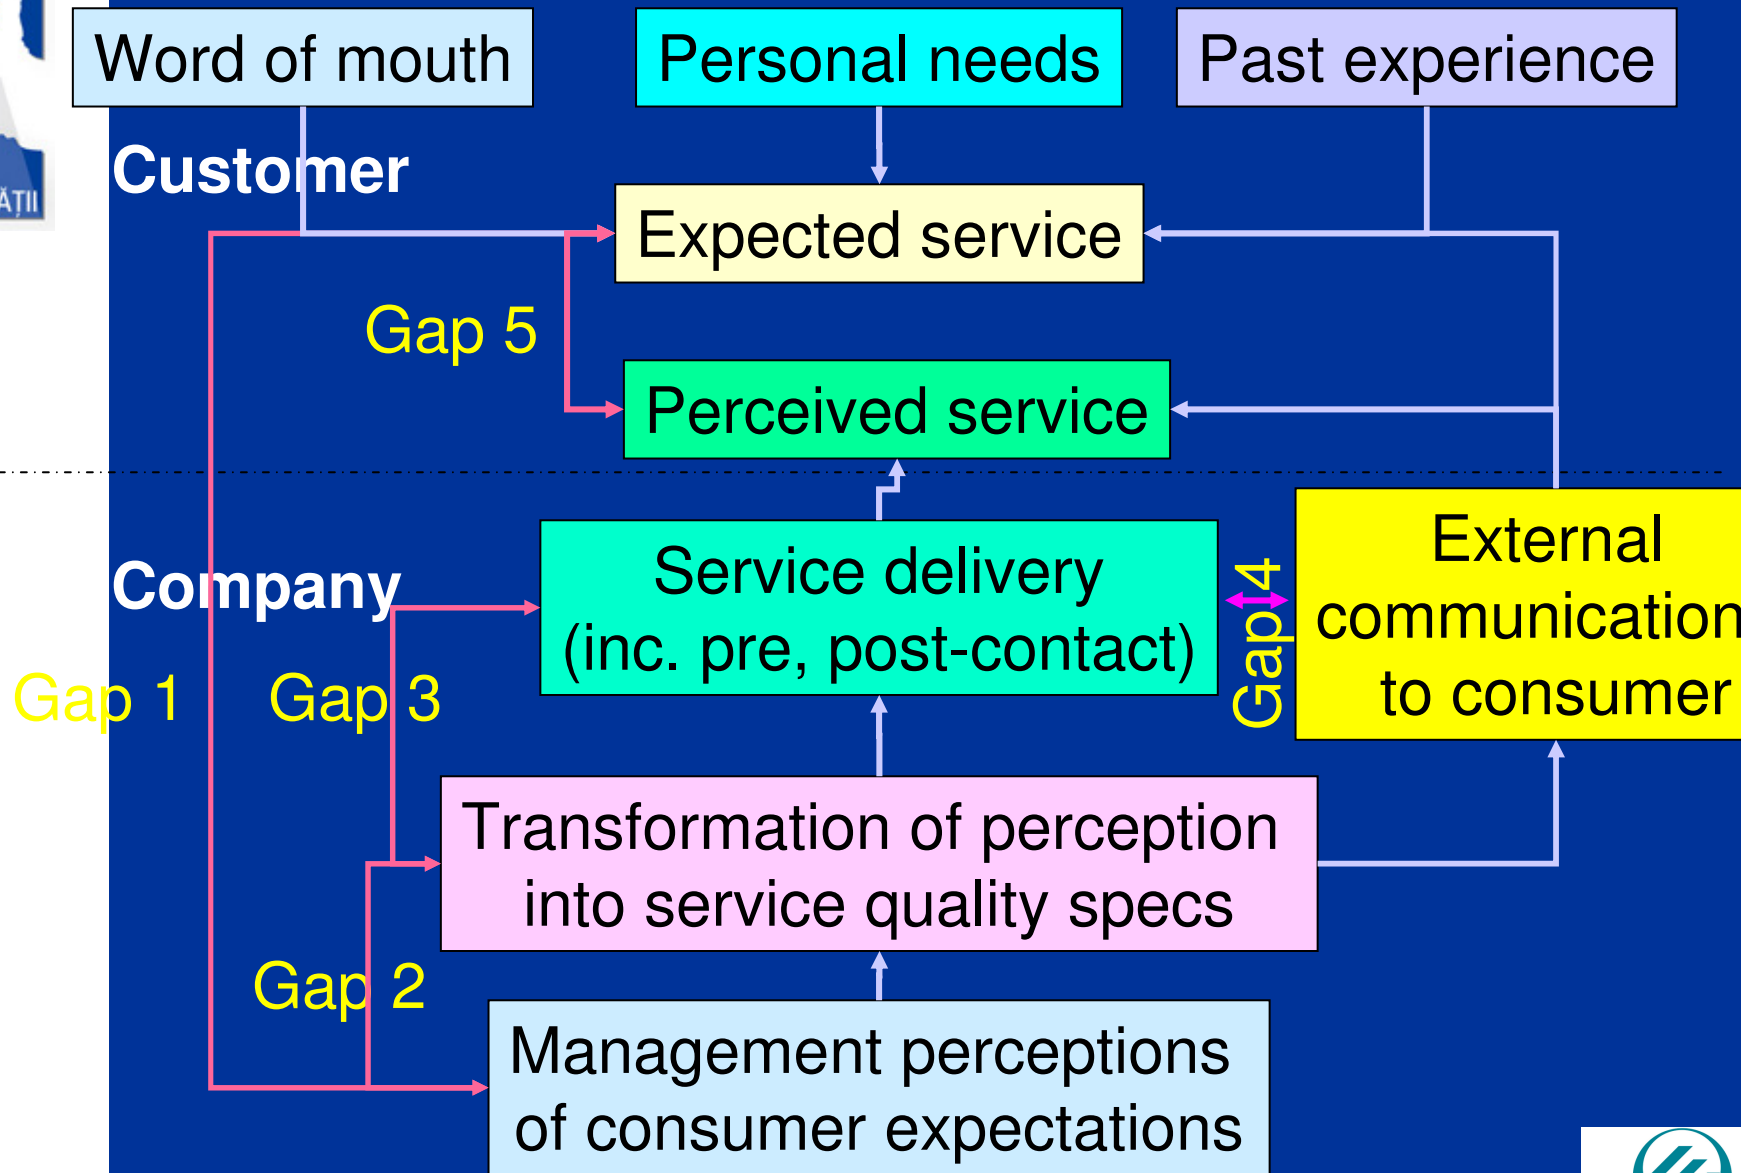 Word of mouth
Personal needs
Past experience
Customer
ĂȚII
Expected service
Gap 5
Perceived service
Company
Service delivery
(inc. pre, post-contact)
Gap 4
External
communication
to consumer
Gap 1
Gap 3
Transformation of perception
into service quality specs
Gap 2
Management perceptions
of consumer expectations